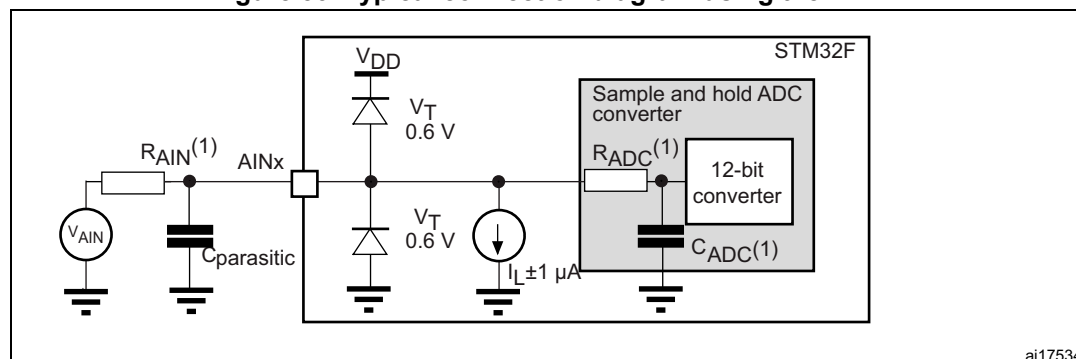 STM32F
VDD
VT
0.6 V
Sample and hold ADC
converter
RAIN(1)
AINx
RADC(1)
12-bit
converter
VAIN
Cparasitic
VT
0.6 V
IL±1 µA
CADC(1)